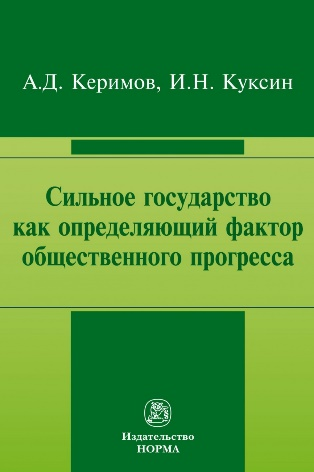 А.Д. Керимов, И.Н. Куксин
Сильное государство
как определяющий фактор
общественного прогресса
Издательство
НОРМА